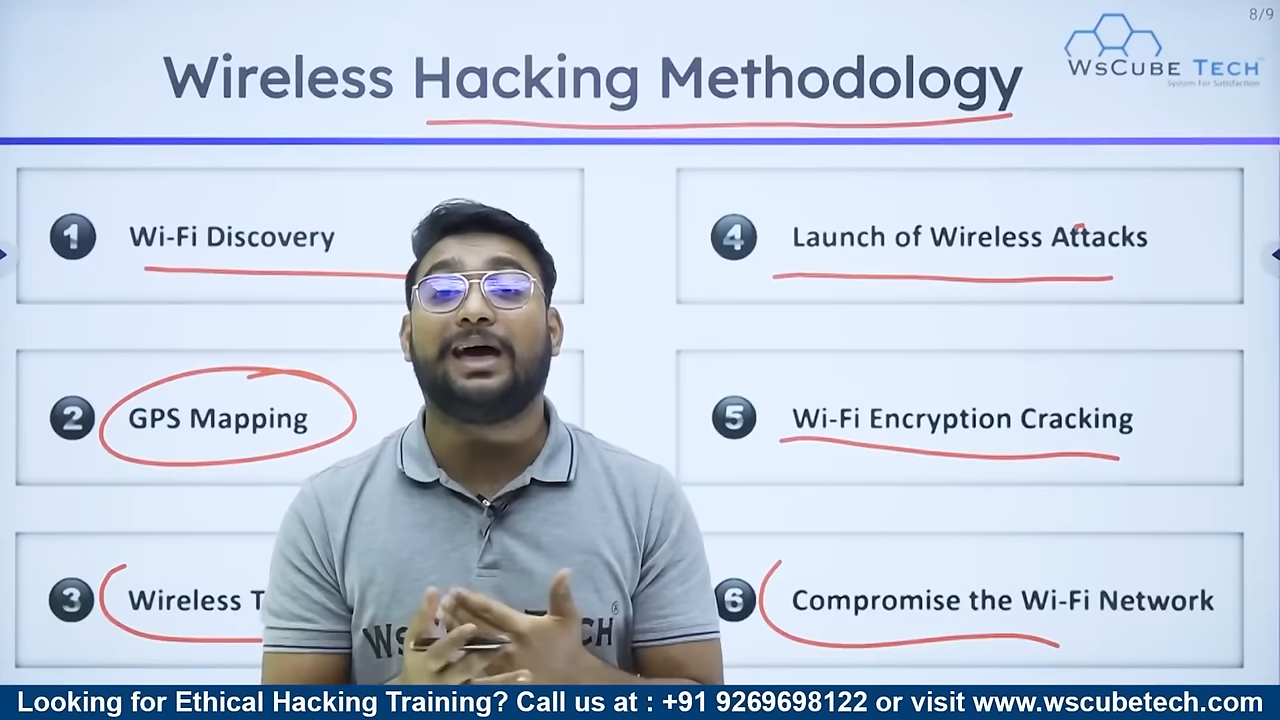 8/9
Wireless Hacking Methodology
WSCUBE TECH
System For Satisfaction
1 Wi-Fi Discovery
2 GPS Mapping
3 Wireless T
4 Launch of Wireless Attacks
5 Wi-Fi Encryption Cracking
6 Compromise the Wi-Fi Network
Looking for Ethical Hacking Training? Call us at : +91 9269698122 or visit www.wscubetech.com